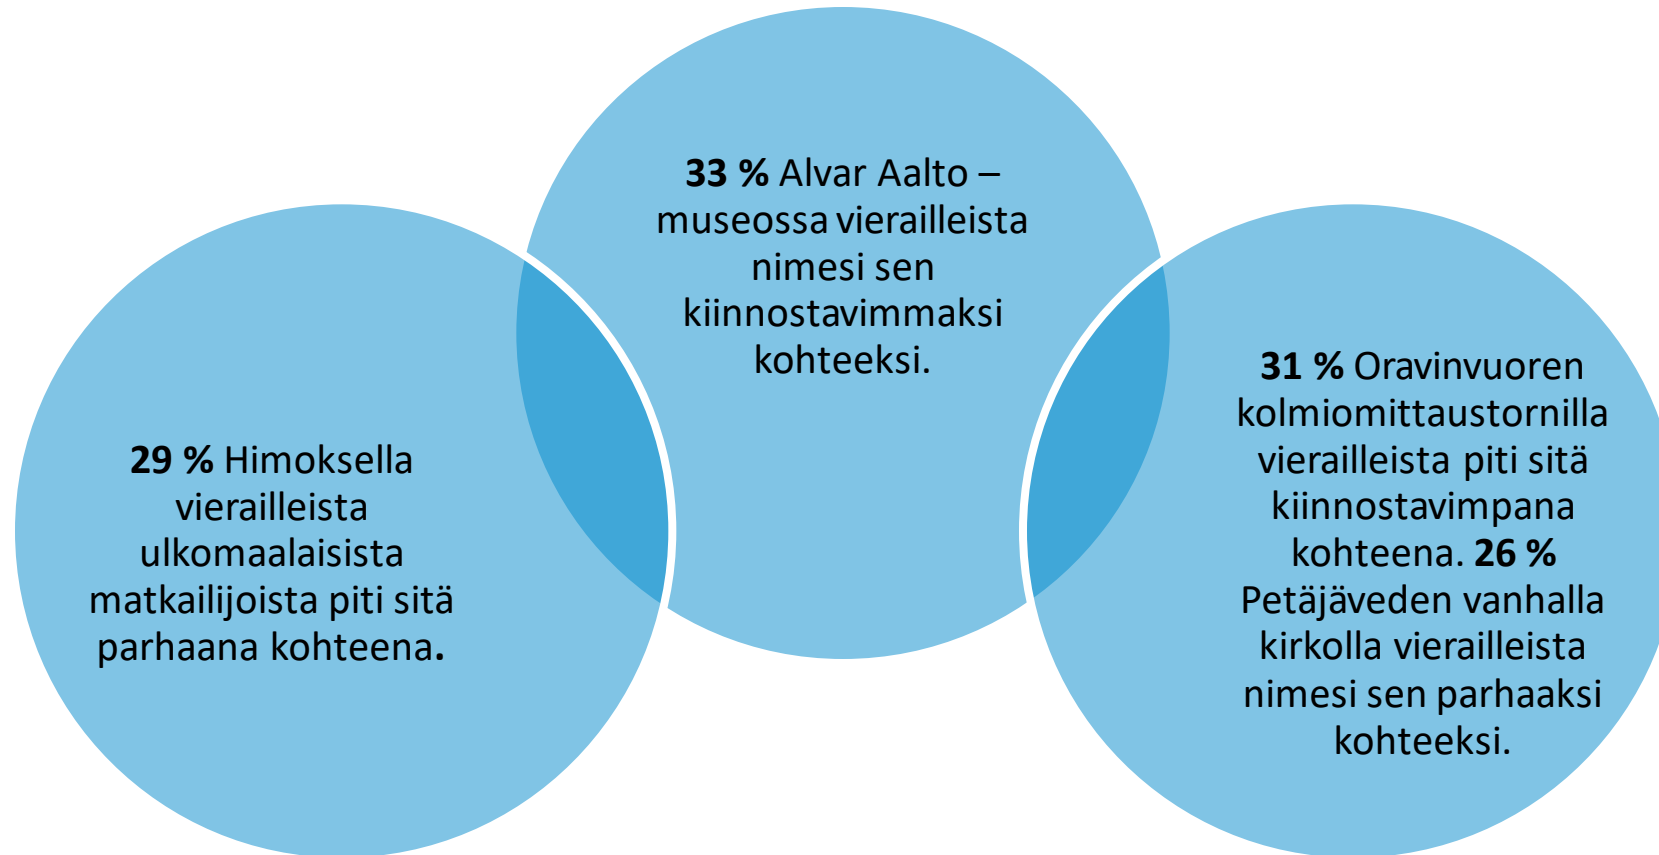 29 % Himoksella
vierailleista
ulkomaalaisista
matkailijoista piti sitä
parhaana kohteena.
33 % Alvar Aalto –
museossa vierailleista
nimesi sen
kiinnostavimmaksi
kohteeksi.
31 % Oravinvuoren
kolmiomittaustornilla
vierailleista piti sitä
kiinnostavimpana
kohteena. 26 %
Petäjäveden vanhalla
kirkolla vierailleista
nimesi sen parhaaksi
kohteeksi.